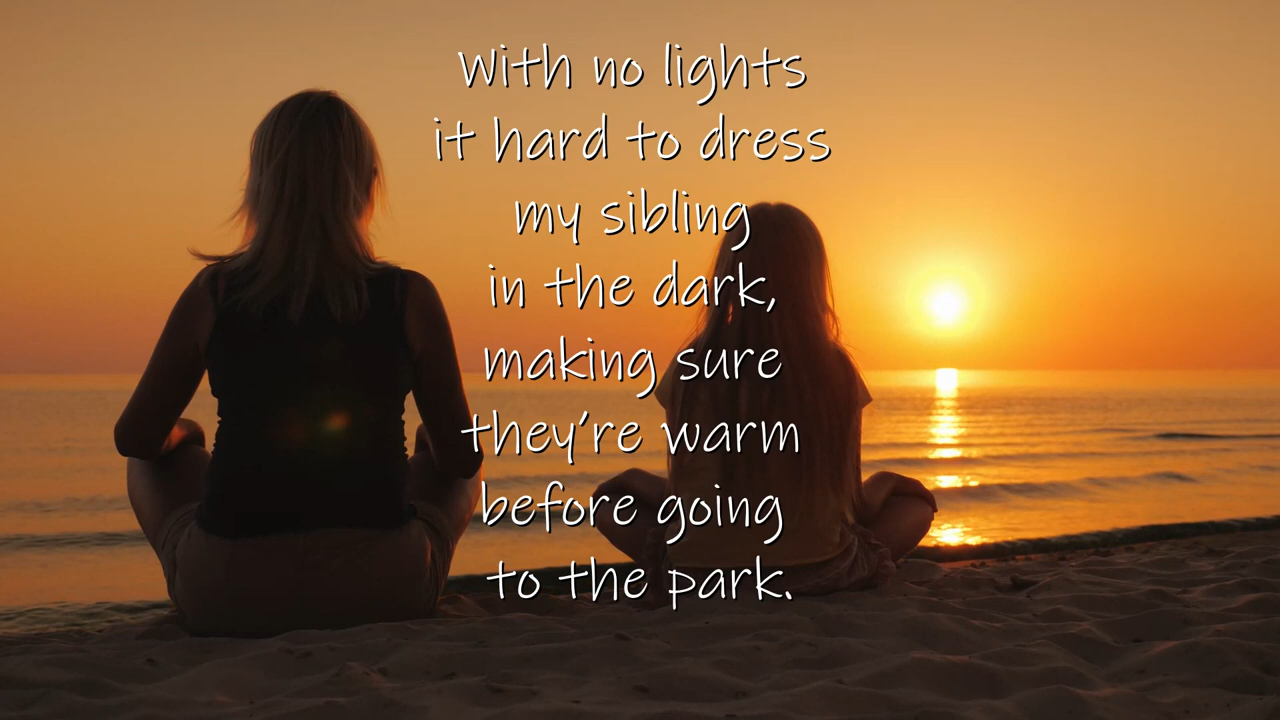 With no lights
it hard to dress
my sibling
in the dark,
making sure
they're warm
before going
to the park.